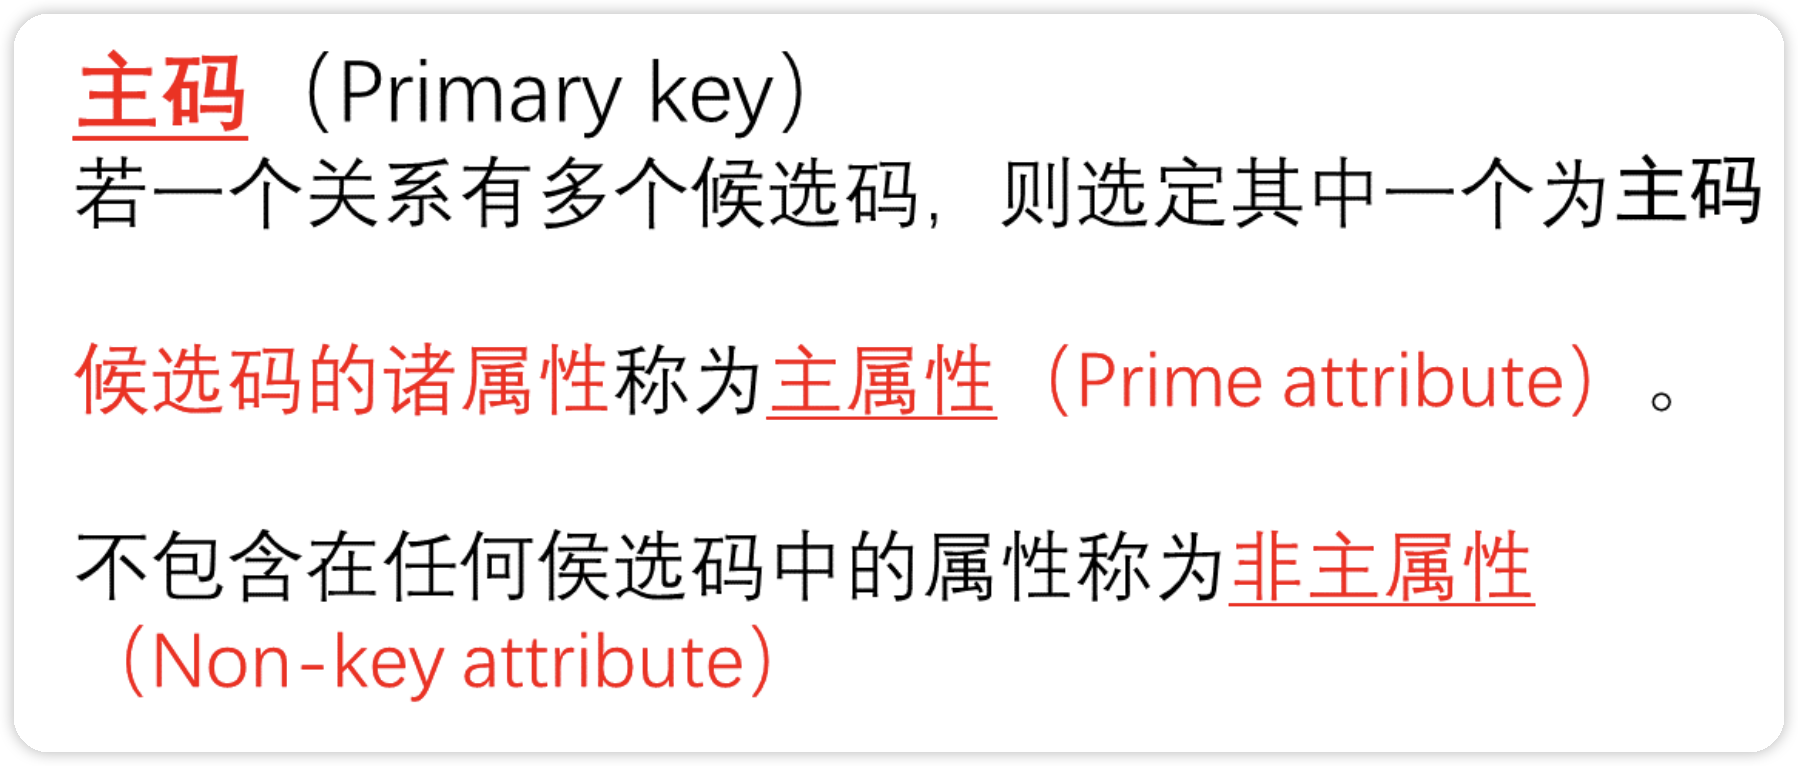 主码（Primary key）
若一个关系有多个候选码，则选定其中一个为主码
候选码的诸属性称为主属性（Prime attribute）。
不包含在任何侯选码中的属性称为非主属性
（Non-key attribute）